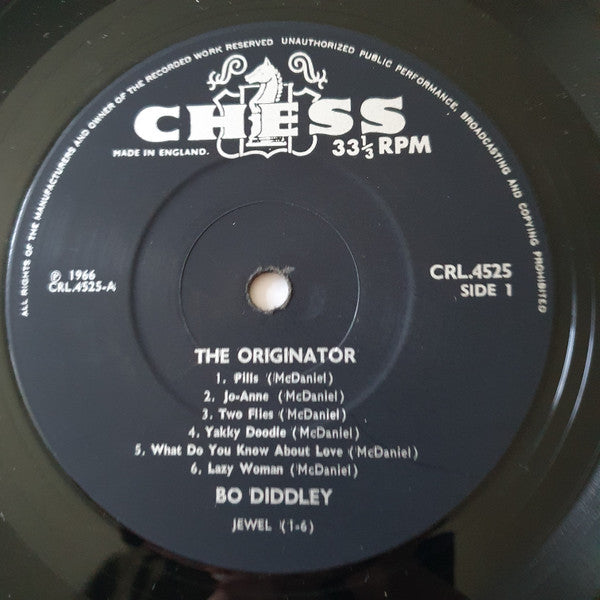 ALL RIGHTS OF THE MANUFACTURERS AND OWNER OF THE RECORDED WORK RESERVED UNAUTHORIZED PUBLIC PERFORMANCE, BROADCASTING AND COPYING PROHIBITED
CHESS
MADE IN ENGLAND.
33⅓ RPM
℗ 1966
CRL.4525-A
CRL.4525
SIDE 1
THE ORIGINATOR
1. Pills (McDaniel)
2. Jo-Anne (McDaniel)
3. Two Flies (McDaniel)
4. Yakky Doodle (McDaniel)
5. What Do You Know About Love (McDaniel)
6. Lazy Woman (McDaniel)
BO DIDDLEY
JEWEL (1-6)